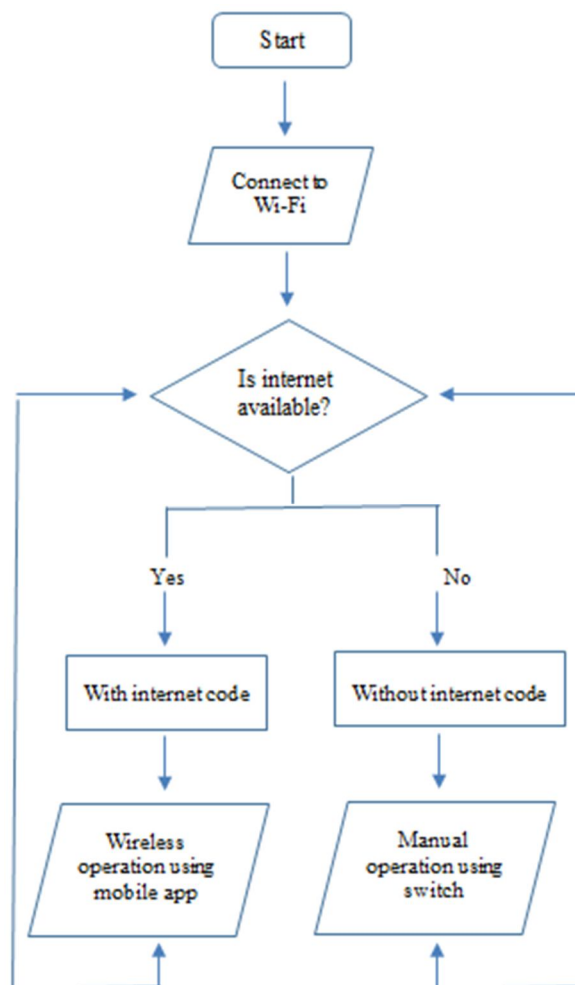 Start
Connect to
Wi-Fi
Is internet
available?
Yes
No
With internet code
Without internet code
Wireless
operation using
mobile app
Manual
operation using
switch